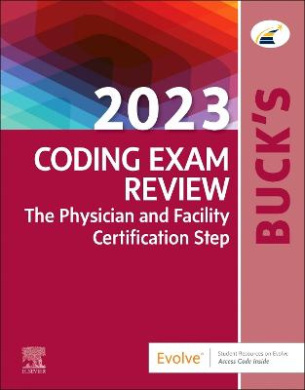 2023
CODING EXAM
REVIEW
The Physician and Facility
Certification Step
BUCK'S
ELSEVIER
Evolve
Student Resources on Evolve
Access Code Inside